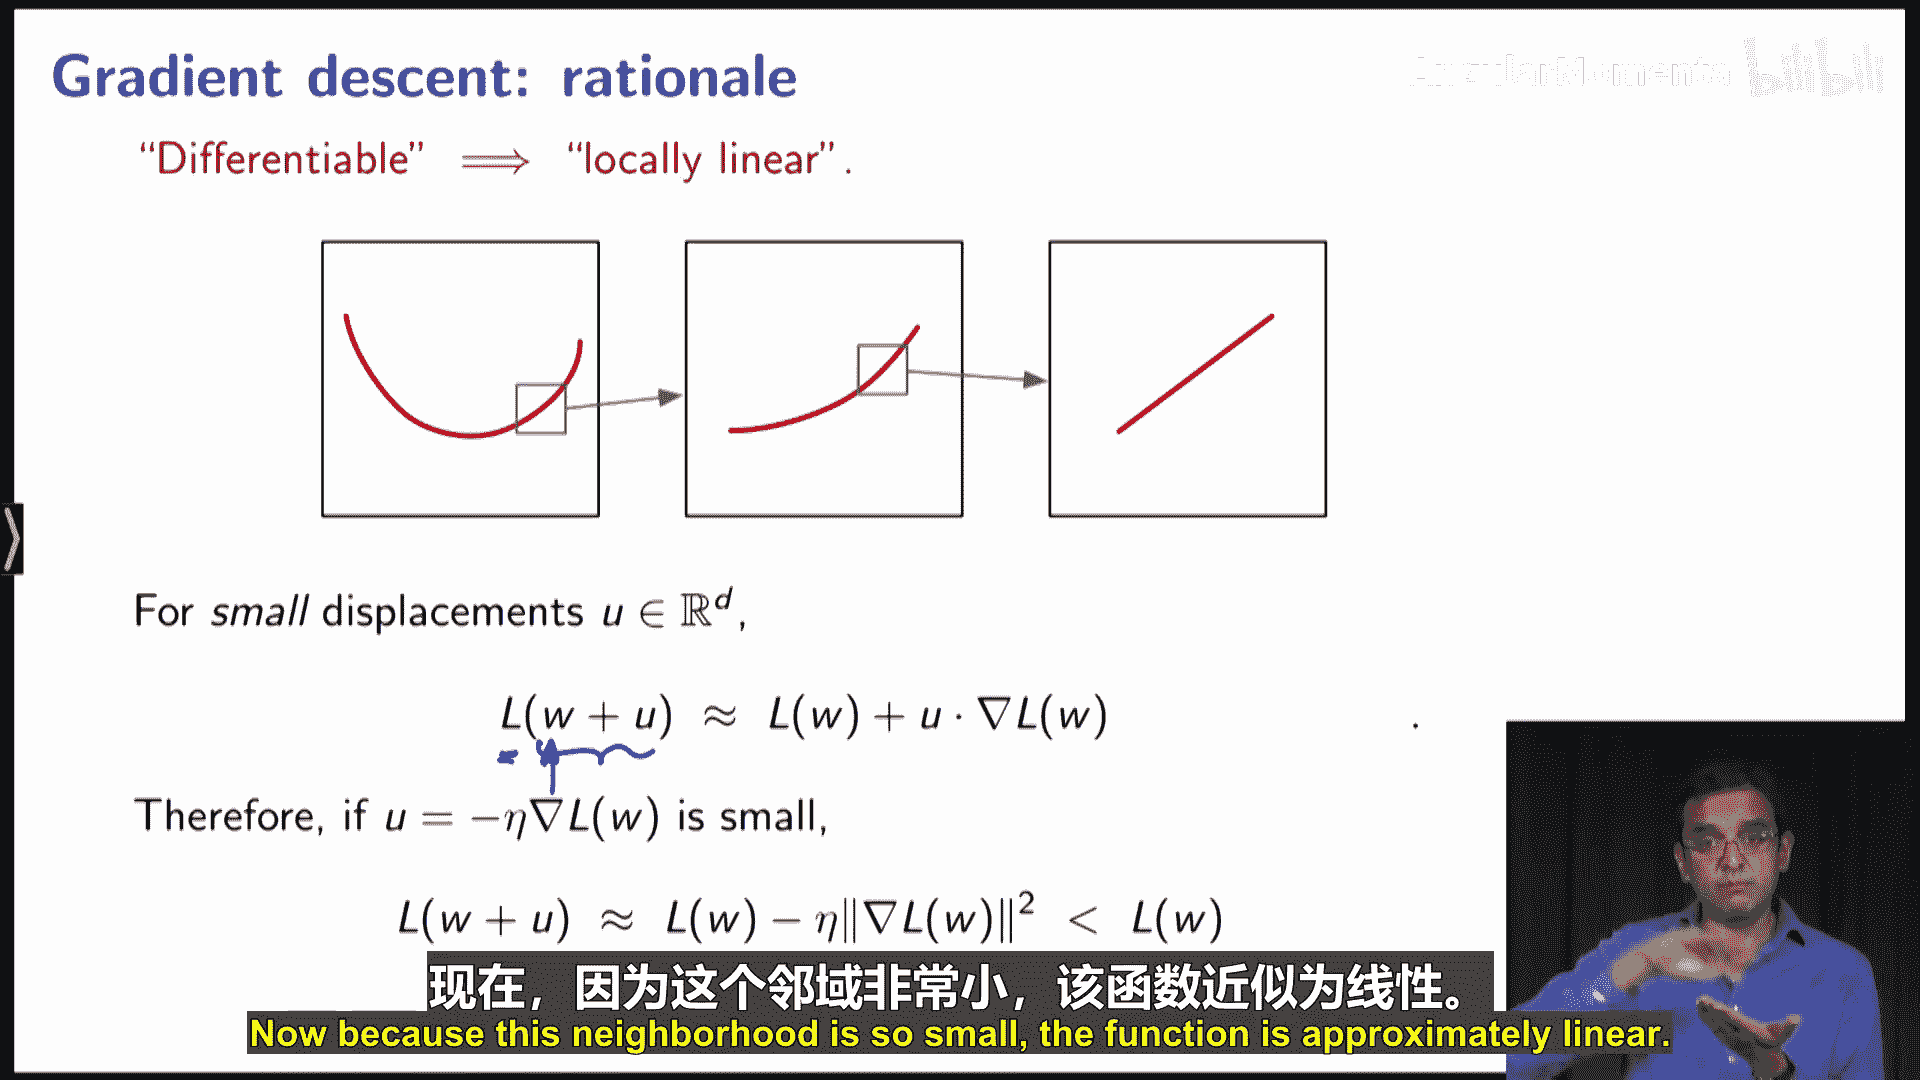 Gradient descent: rationale
bilibili
“Differentiable” ⟹ “locally linear”.
For small displacements u ∈ ℝᵈ,
L(w + u) ≈ L(w) + u · ∇L(w) .
Therefore, if u = −η∇L(w) is small,
L(w + u) ≈ L(w) − η‖∇L(w)‖² < L(w)
现在，因为这个邻域非常小，该函数近似为线性。
Now because this neighborhood is so small, the function is approximately linear.